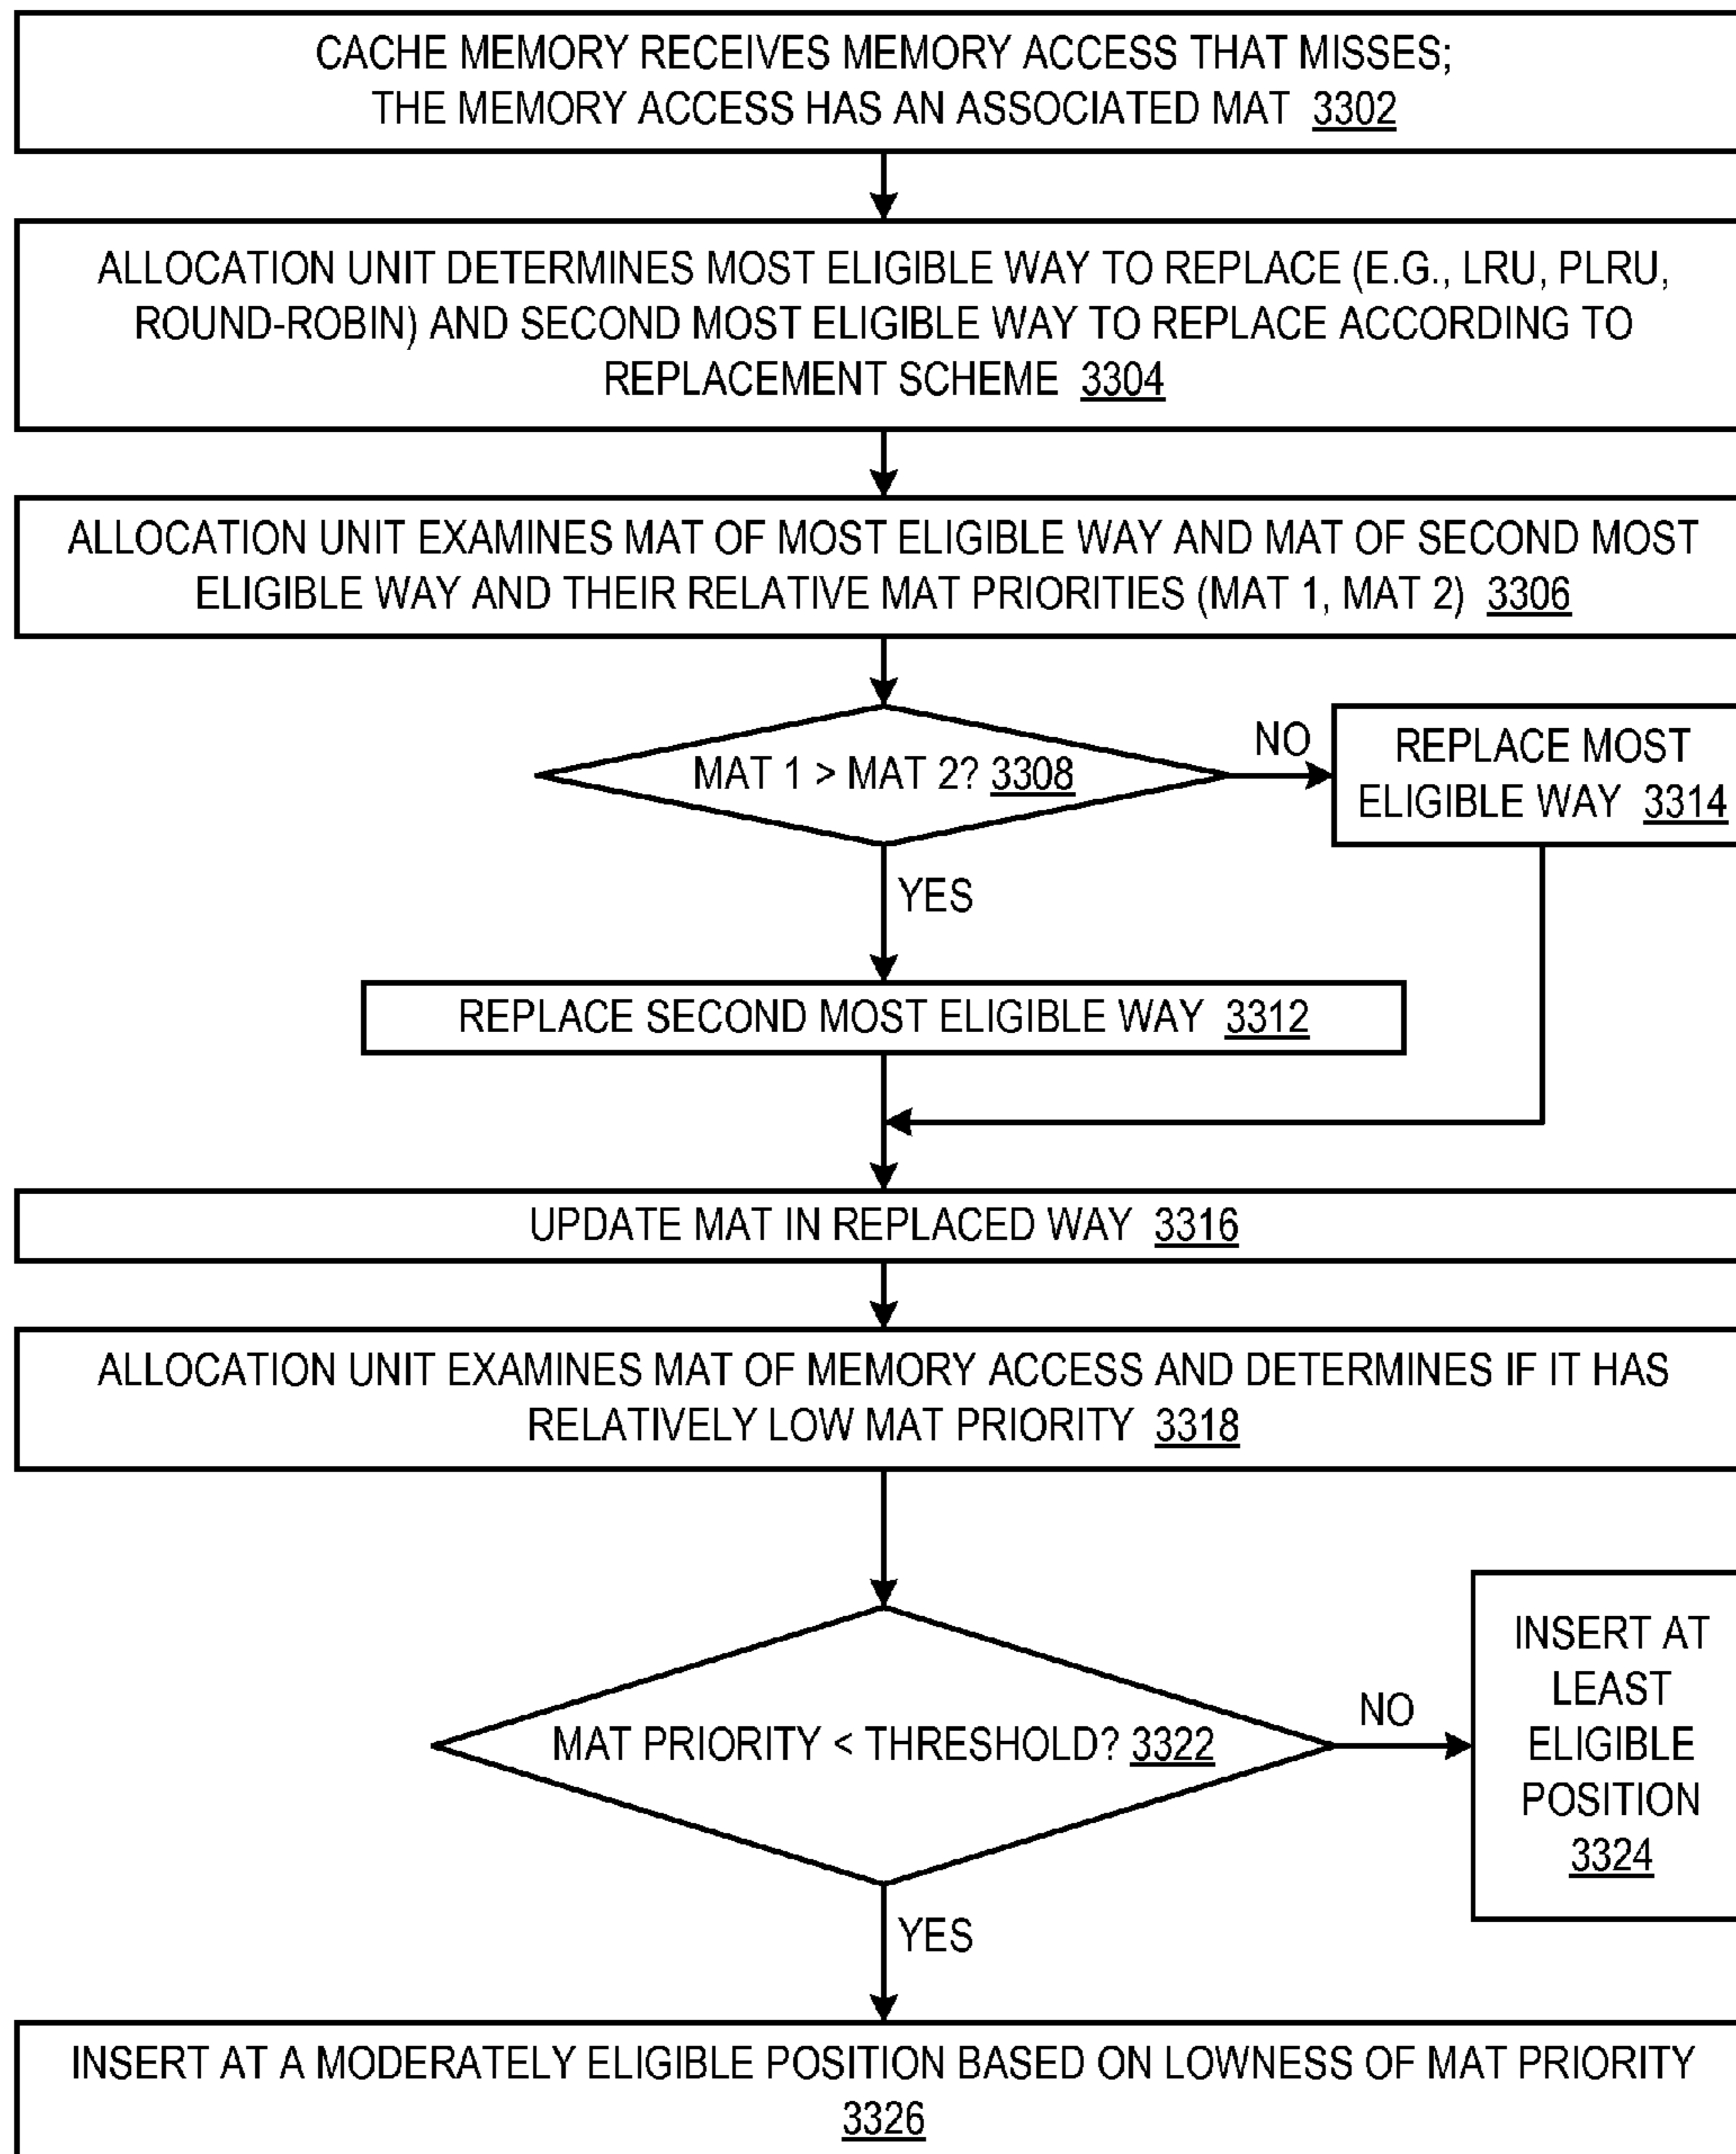 CACHE MEMORY RECEIVES MEMORY ACCESS THAT MISSES;
THE MEMORY ACCESS HAS AN ASSOCIATED MAT 3302
ALLOCATION UNIT DETERMINES MOST ELIGIBLE WAY TO REPLACE (E.G., LRU, PLRU,
ROUND-ROBIN) AND SECOND MOST ELIGIBLE WAY TO REPLACE ACCORDING TO
REPLACEMENT SCHEME 3304
ALLOCATION UNIT EXAMINES MAT OF MOST ELIGIBLE WAY AND MAT OF SECOND MOST
ELIGIBLE WAY AND THEIR RELATIVE MAT PRIORITIES (MAT 1, MAT 2) 3306
MAT 1 > MAT 2? 3308
NO
REPLACE MOST
ELIGIBLE WAY 3314
YES
REPLACE SECOND MOST ELIGIBLE WAY 3312
UPDATE MAT IN REPLACED WAY 3316
ALLOCATION UNIT EXAMINES MAT OF MEMORY ACCESS AND DETERMINES IF IT HAS
RELATIVELY LOW MAT PRIORITY 3318
MAT PRIORITY < THRESHOLD? 3322
NO
INSERT AT
LEAST
ELIGIBLE
POSITION
3324
YES
INSERT AT A MODERATELY ELIGIBLE POSITION BASED ON LOWNESS OF MAT PRIORITY
3326